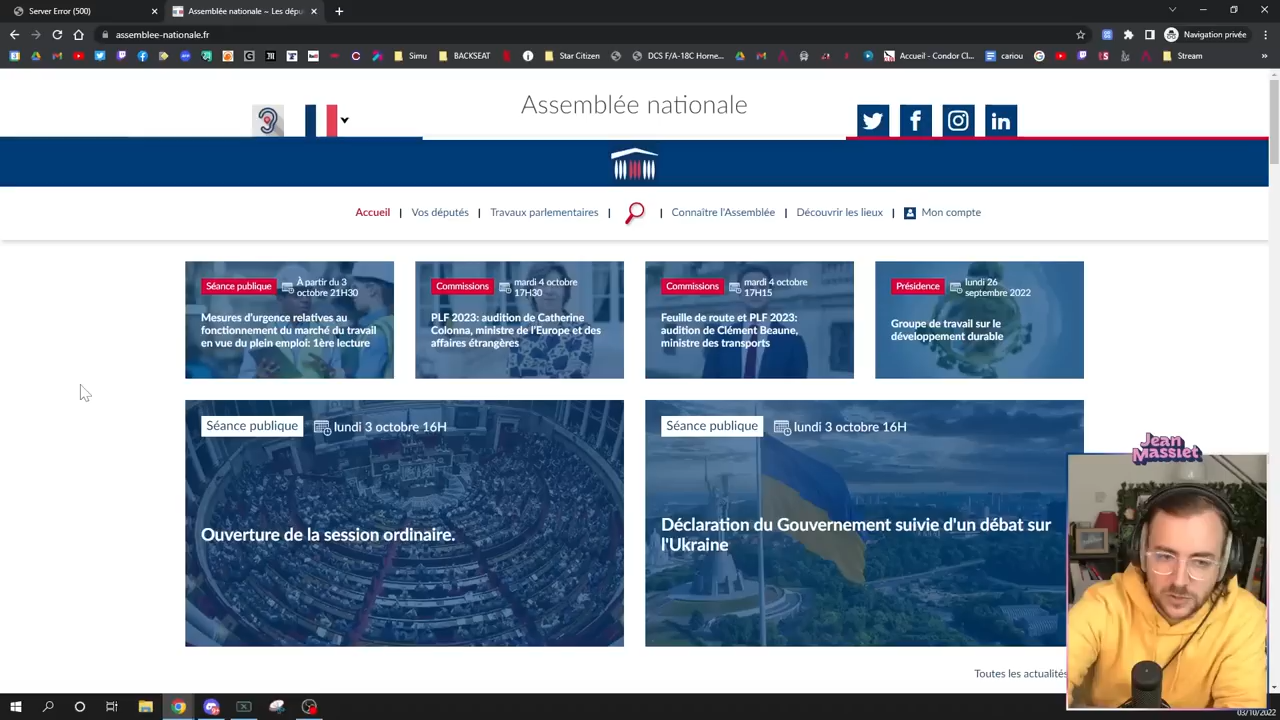 Server Error (500)
Assemblée nationale – Les dépu
assemblee-nationale.fr
Navigation privée
Simu
BACKSEAT
Star Citizen
DCS F/A-18C Horne...
Accueil - Condor Cl...
cariou
Stream
Assemblée nationale
Accueil | Vos députés | Travaux parlementaires | | Connaître l'Assemblée | Découvrir les lieux | Mon compte
Séance publique
À partir du 3
octobre 21H30
Mesures d'urgence relatives au
fonctionnement du marché du travail
en vue du plein emploi: 1ère lecture
Commissions
mardi 4 octobre
17H30
PLF 2023: audition de Catherine
Colonna, ministre de l'Europe et des
affaires étrangères
Commissions
mardi 4 octobre
17H15
Feuille de route et PLF 2023:
audition de Clément Beaune,
ministre des transports
Présidence
lundi 26
septembre 2022
Groupe de travail sur le
développement durable
Séance publique
lundi 3 octobre 16H
Ouverture de la session ordinaire.
Séance publique
lundi 3 octobre 16H
Déclaration du Gouvernement suivie d'un débat sur
l'Ukraine
Jean
Massiet
Toutes les actualités
03/10/2022